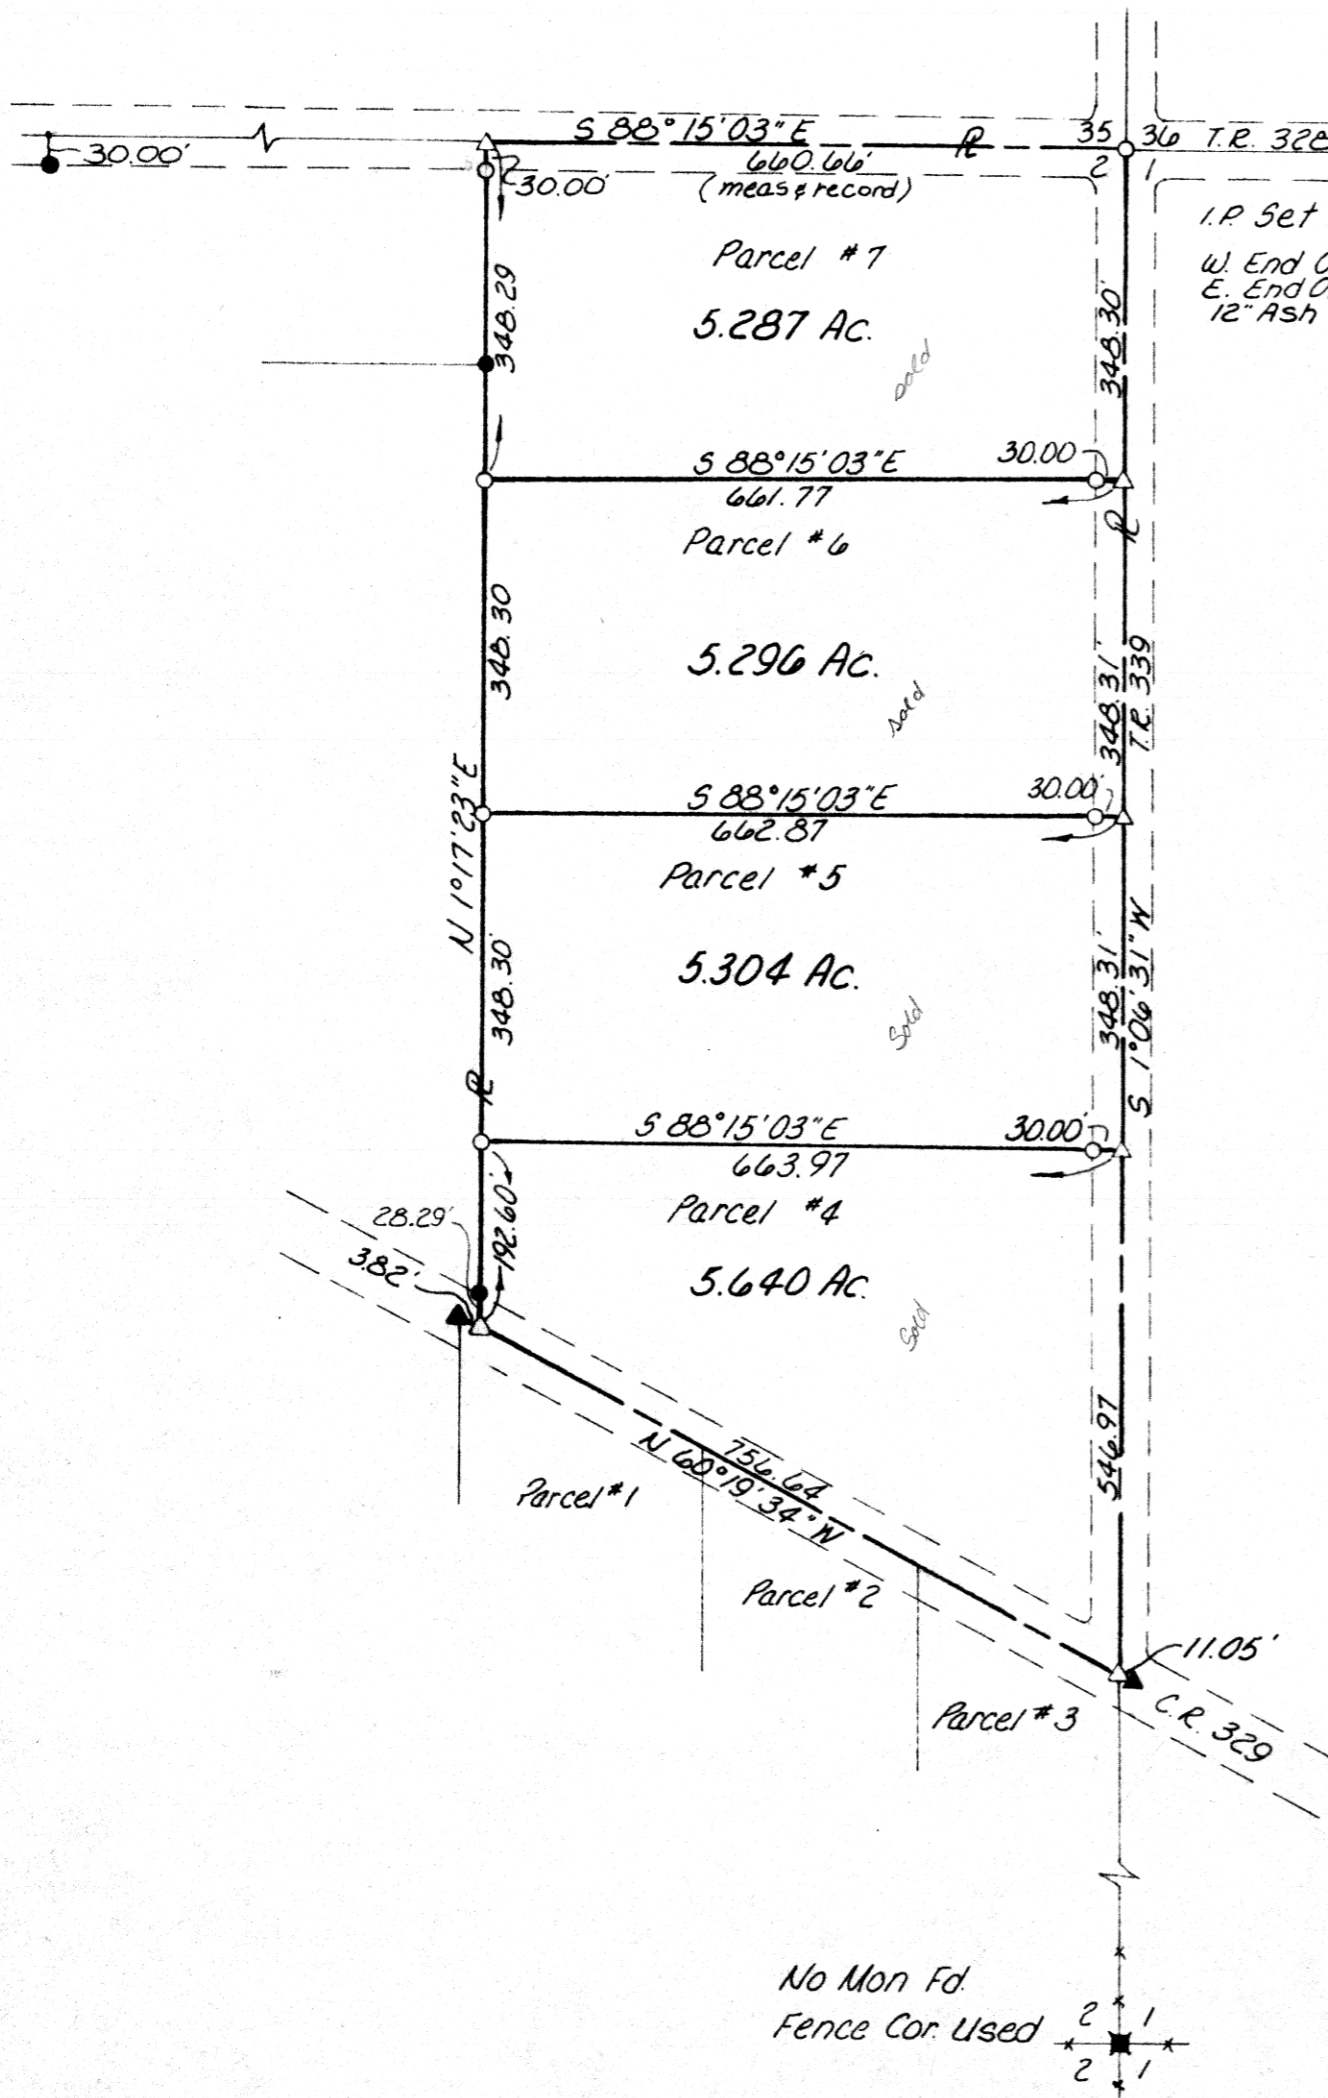 S 88° 15' 03" E
660.66'
(meas & record)
35 36 T.R. 328
2 1
30.00'
30.00'
I.P. Set
W. End
E. End
12" Ash
Parcel #7
5.287 Ac.
sold
348.29
348.30'
S 88° 15' 03" E
661.77
30.00
Parcel #6
5.296 Ac.
sold
348.30
348.31'
T.R. 339
S 88° 15' 03" E
662.87
30.00'
N 1° 17' 23" E
Parcel #5
5.304 Ac.
Sold
348.30'
348.31'
S 1° 06' 31" W
S 88° 15' 03" E
663.97
30.00'
Parcel #4
5.640 Ac.
Sold
192.60'
28.29'
3.82'
546.97
756.64
N 60° 19' 34" W
Parcel #1
Parcel #2
Parcel #3
11.05'
C.R. 329
No Mon Fd.
Fence Cor. Used
2 1
2 1